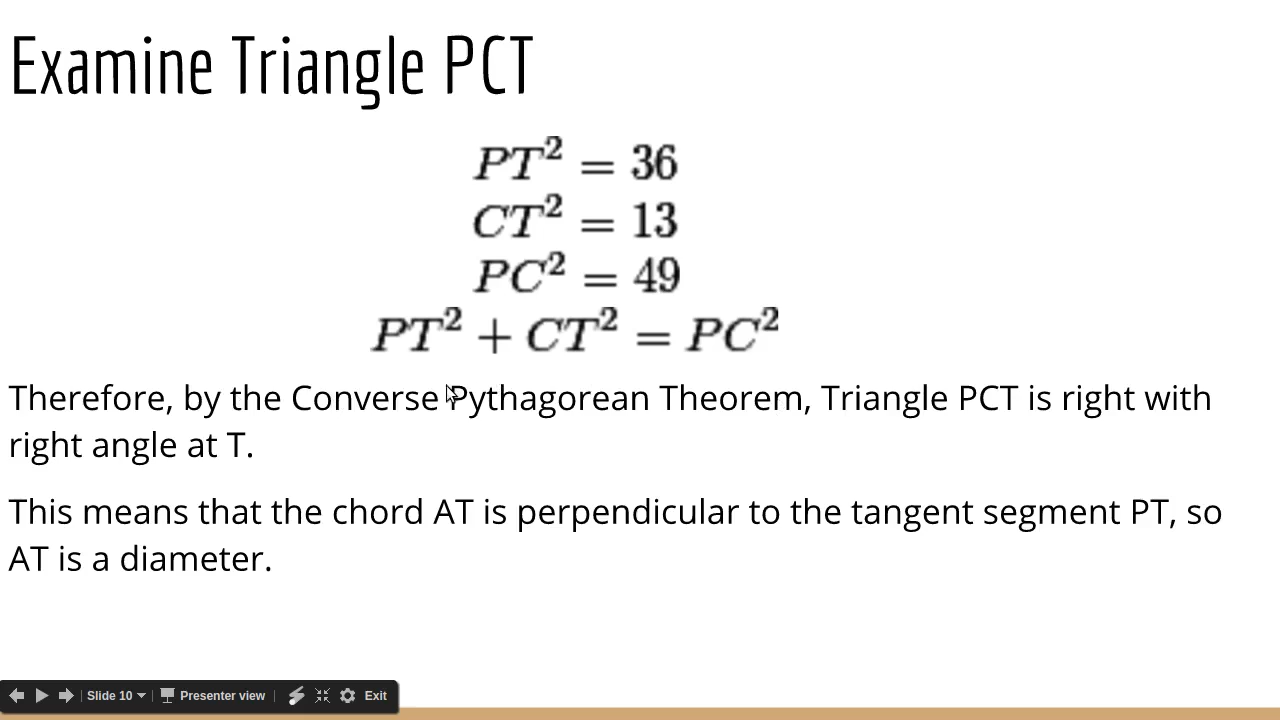 Examine Triangle PCT
PT² = 36
CT² = 13
PC² = 49
PT² + CT² = PC²
Therefore, by the Converse Pythagorean Theorem, Triangle PCT is right with
right angle at T.
This means that the chord AT is perpendicular to the tangent segment PT, so
AT is a diameter.
Slide 10 Presenter view Exit